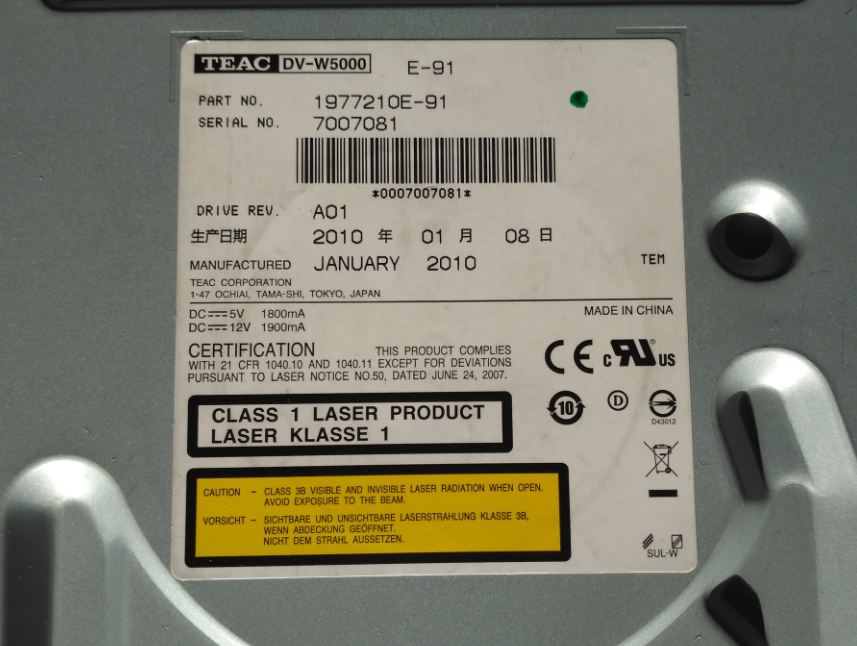 TEAC DV-W5000 E-91
PART NO. 1977210E-91
SERIAL NO. 7007081
*0007007081*
DRIVE REV. A01
生产日期 2010 年 01 月 08 日
MANUFACTURED JANUARY 2010 TEM
TEAC CORPORATION
1-47 OCHIAI, TAMA-SHI, TOKYO, JAPAN
DC 5V 1800mA
DC 12V 1900mA
MADE IN CHINA
CERTIFICATION THIS PRODUCT COMPLIES
WITH 21 CFR 1040.10 AND 1040.11 EXCEPT FOR DEVIATIONS
PURSUANT TO LASER NOTICE NO.50, DATED JUNE 24, 2007.
CE c RU US
10 D
D43012
CLASS 1 LASER PRODUCT
LASER KLASSE 1
CAUTION – CLASS 3B VISIBLE AND INVISIBLE LASER RADIATION WHEN OPEN.
AVOID EXPOSURE TO THE BEAM.
VORSICHT – SICHTBARE UND UNSICHTBARE LASERSTRAHLUNG KLASSE 3B,
WENN ABDECKUNG GEÖFFNET.
NICHT DEM STRAHL AUSSETZEN.
SUL-W